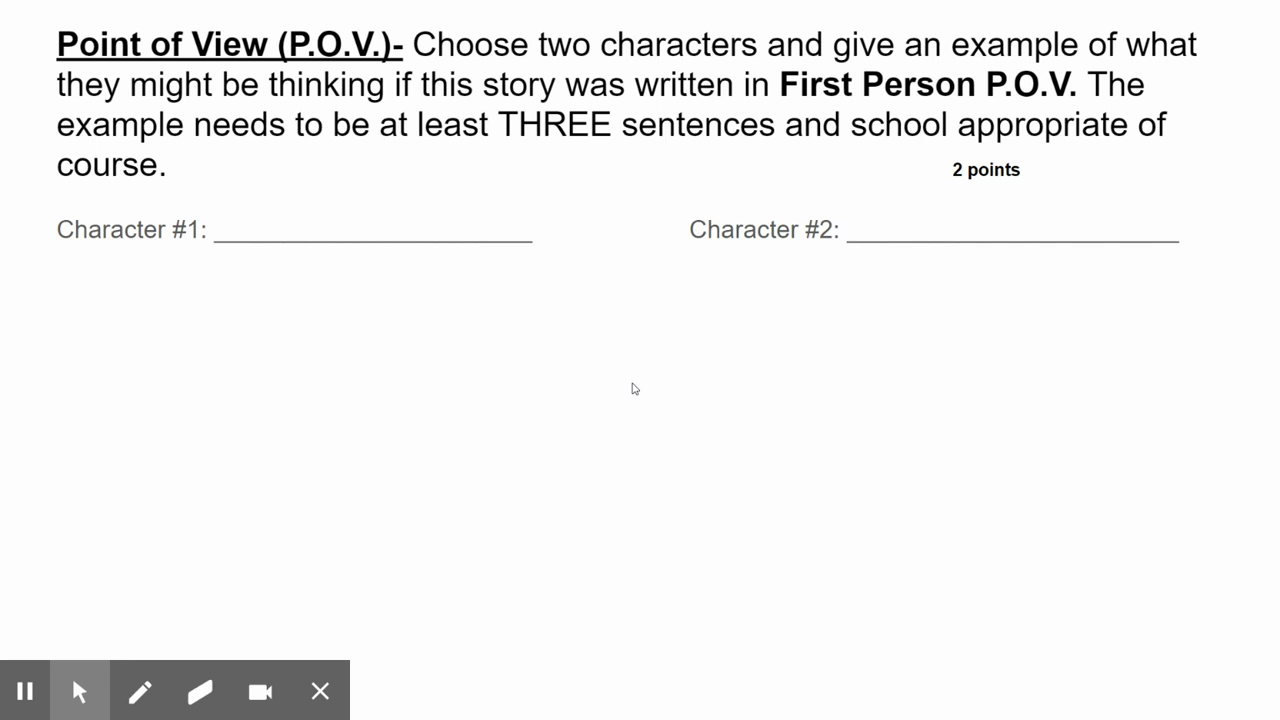 Point of View (P.O.V.)- Choose two characters and give an example of what
they might be thinking if this story was written in First Person P.O.V. The
example needs to be at least THREE sentences and school appropriate of
course.
2 points
Character #1: _______________________
Character #2: ________________________